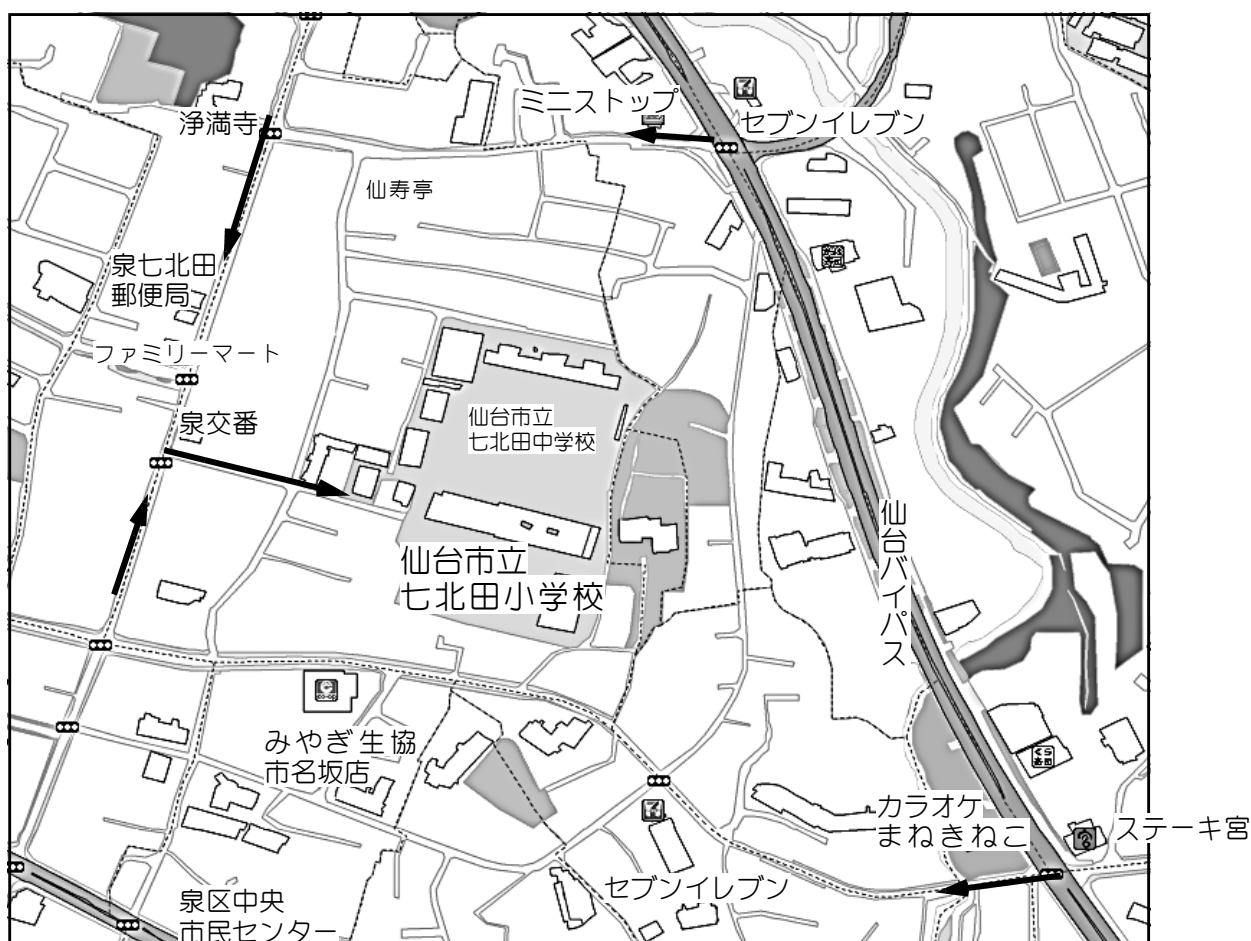 ミニストップ
セブンイレブン
浄満寺
仙寿亭
泉七北田
郵便局
ファミリーマート
泉交番
仙台市立
七北田中学校
仙台バイパス
仙台市立
七北田小学校
みやぎ生協
市名坂店
co-op
くら
カラオケ
まねきねこ
ステーキ宮
セブンイレブン
泉区中央
市民センター